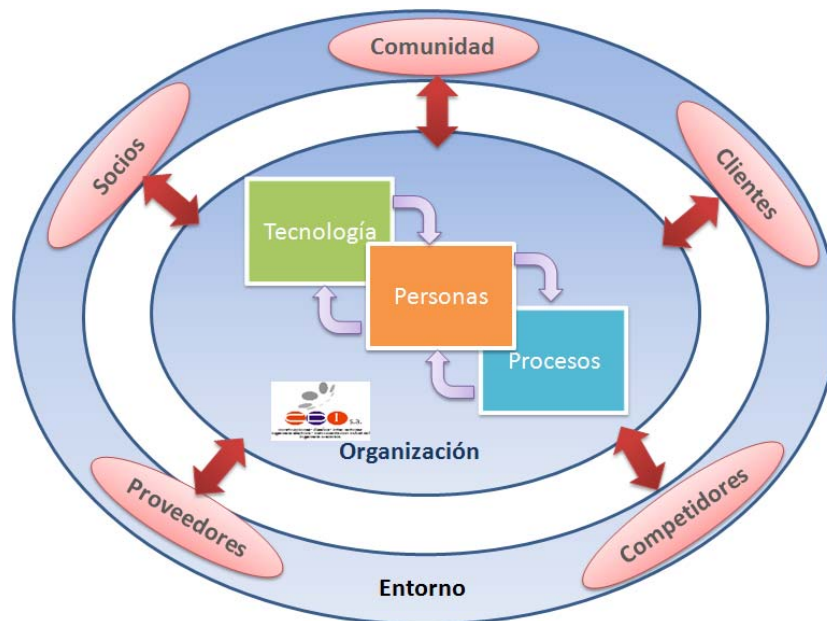 Comunidad
Socios
Clientes
Tecnología
Personas
Procesos
s.a.
Organización
Proveedores
Competidores
Entorno